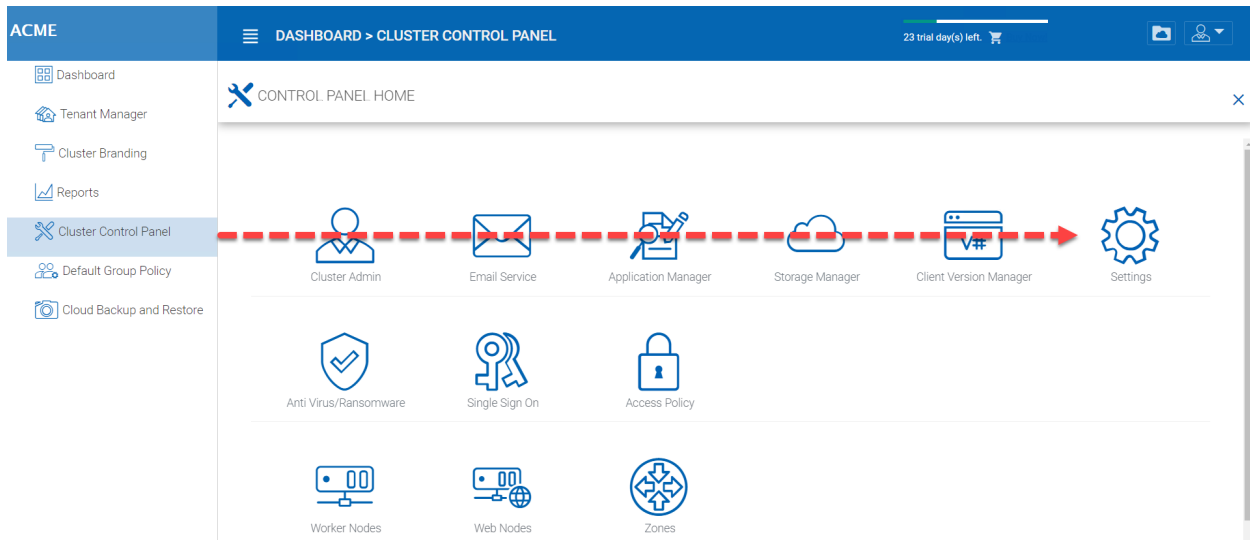 ACME
DASHBOARD > CLUSTER CONTROL PANEL
23 trial day(s) left.
Dashboard
Tenant Manager
Cluster Branding
Reports
Cluster Control Panel
Default Group Policy
Cloud Backup and Restore
CONTROL PANEL HOME
Cluster Admin
Email Service
Application Manager
Storage Manager
V#
Client Version Manager
Settings
Anti Virus/Ransomware
Single Sign On
Access Policy
Worker Nodes
Web Nodes
Zones